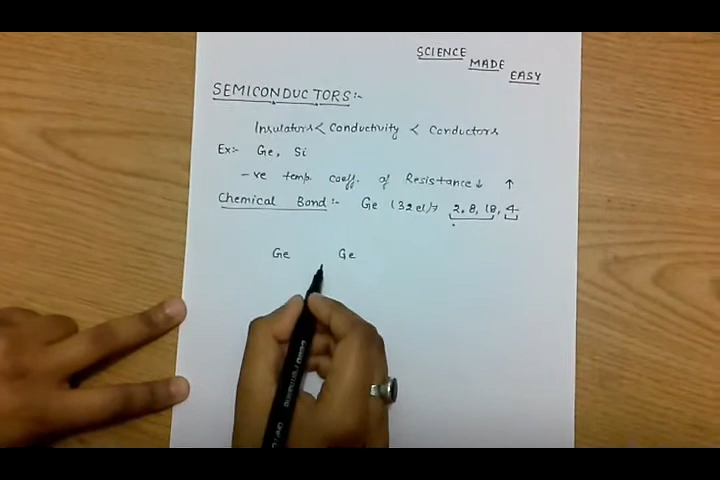 SCIENCE
MADE
EASY
SEMICONDUCTORS:-
Insulators < Conductivity < Conductors
Ex:- Ge, Si
-ve temp. coeff. of Resistance ↓ ↑
Chemical Bond:- Ge (32 el) → 2, 8, 18, 4
Ge Ge